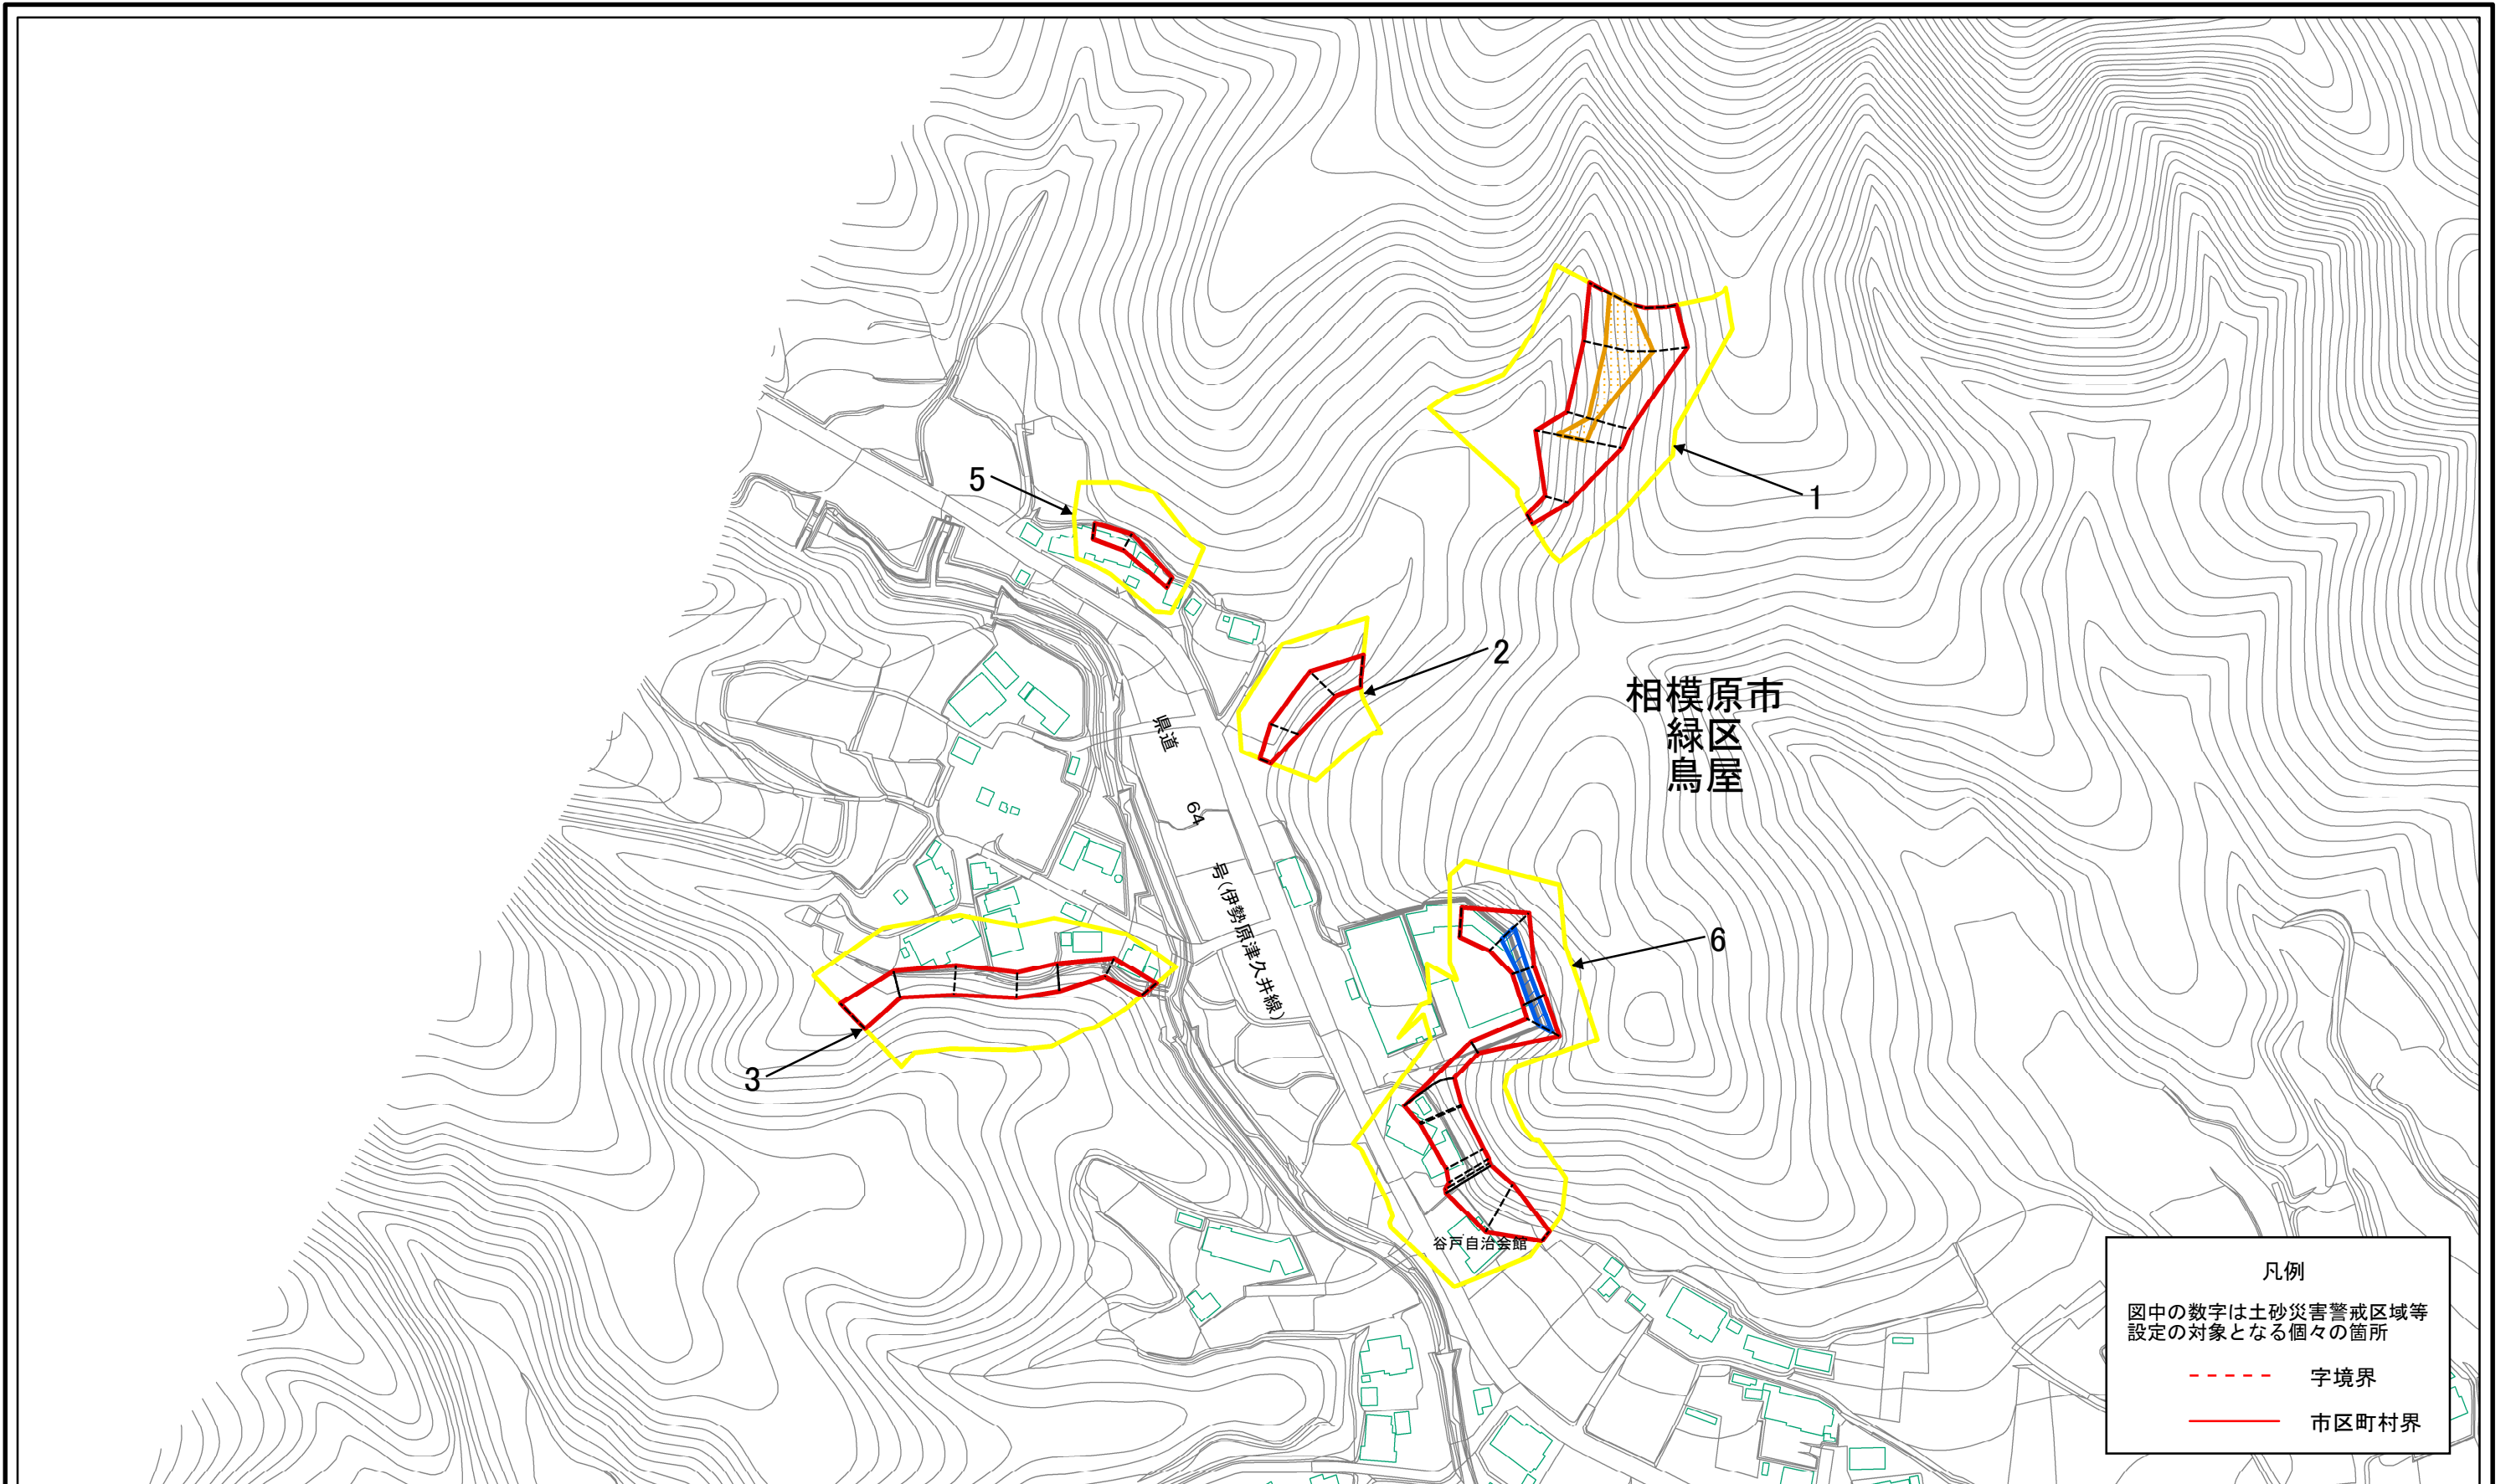 5
1
2
相模原市
緑区
鳥屋
県道
64
号(伊勢原津久井線)
6
3
谷戸自治会館
凡例
図中の数字は土砂災害警戒区域等
設定の対象となる個々の箇所
字境界
市区町村界